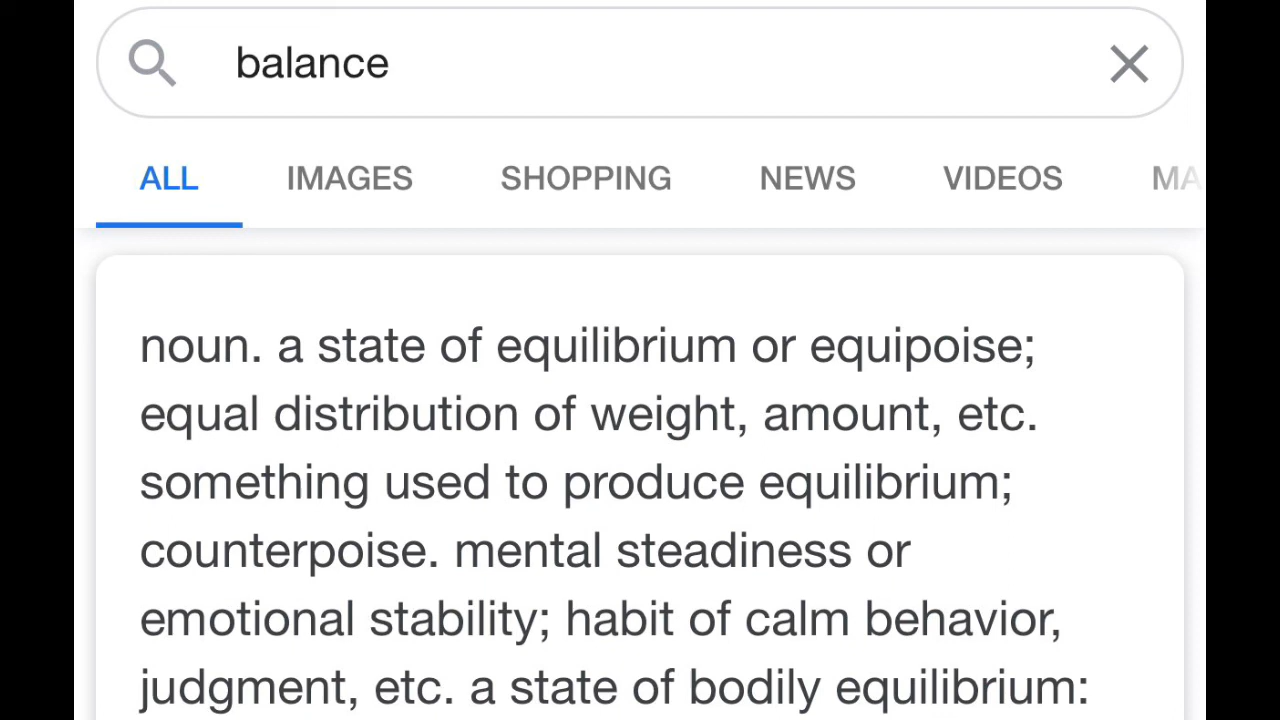 balance
ALL IMAGES SHOPPING NEWS VIDEOS MA
noun. a state of equilibrium or equipoise;
equal distribution of weight, amount, etc.
something used to produce equilibrium;
counterpoise. mental steadiness or
emotional stability; habit of calm behavior,
judgment, etc. a state of bodily equilibrium: